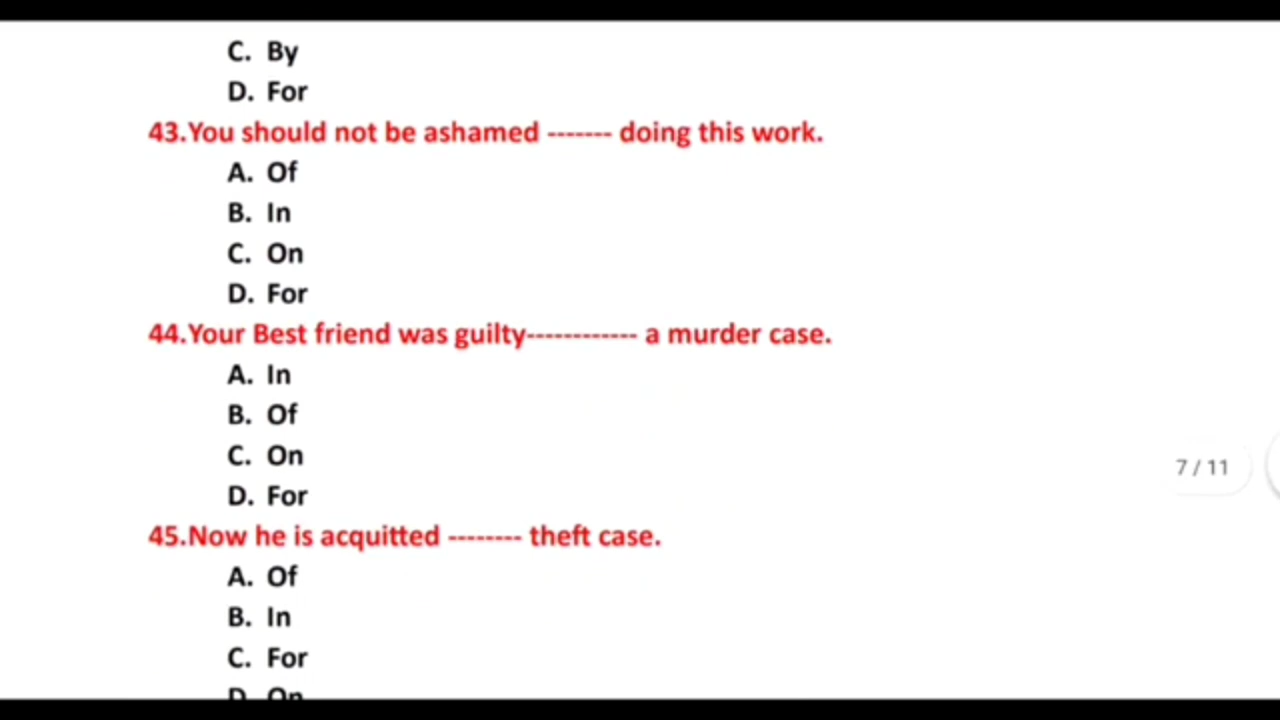 C. By
D. For
43.You should not be ashamed ------- doing this work.
A. Of
B. In
C. On
D. For
44.Your Best friend was guilty------------ a murder case.
A. In
B. Of
C. On
D. For
7 / 11
45.Now he is acquitted -------- theft case.
A. Of
B. In
C. For
D. On